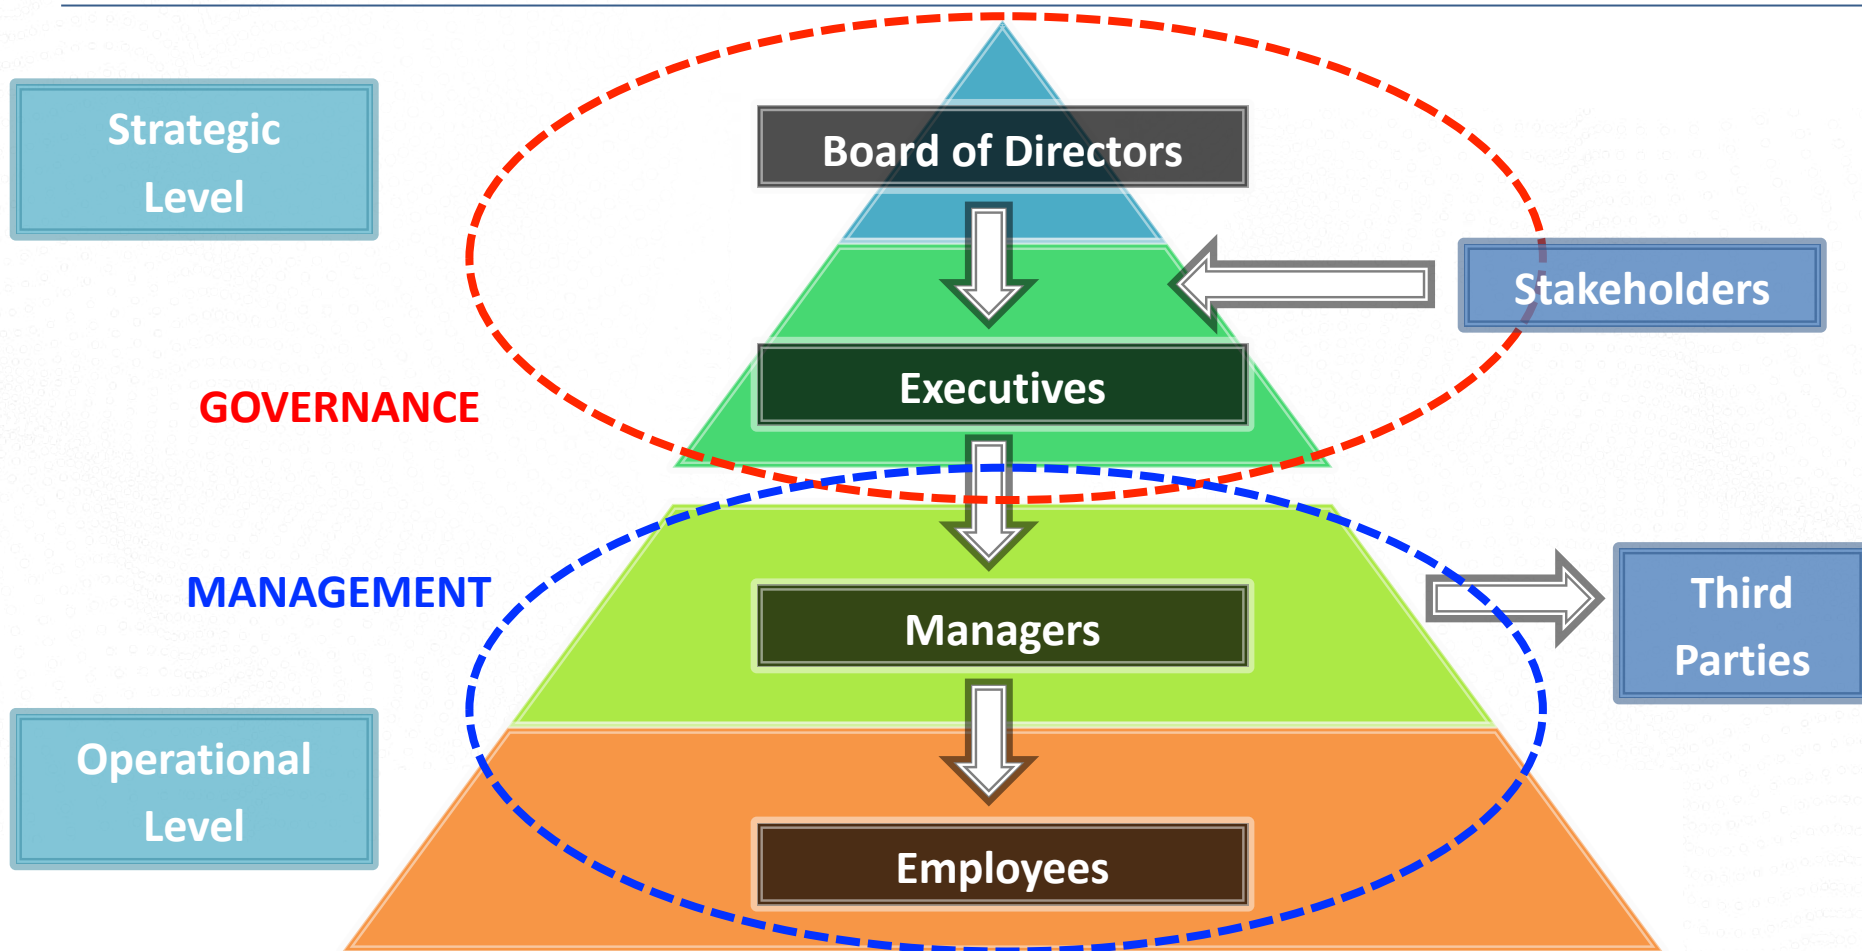 Strategic
Level
Board of Directors
Stakeholders
Executives
GOVERNANCE
MANAGEMENT
Third
Parties
Managers
Operational
Level
Employees